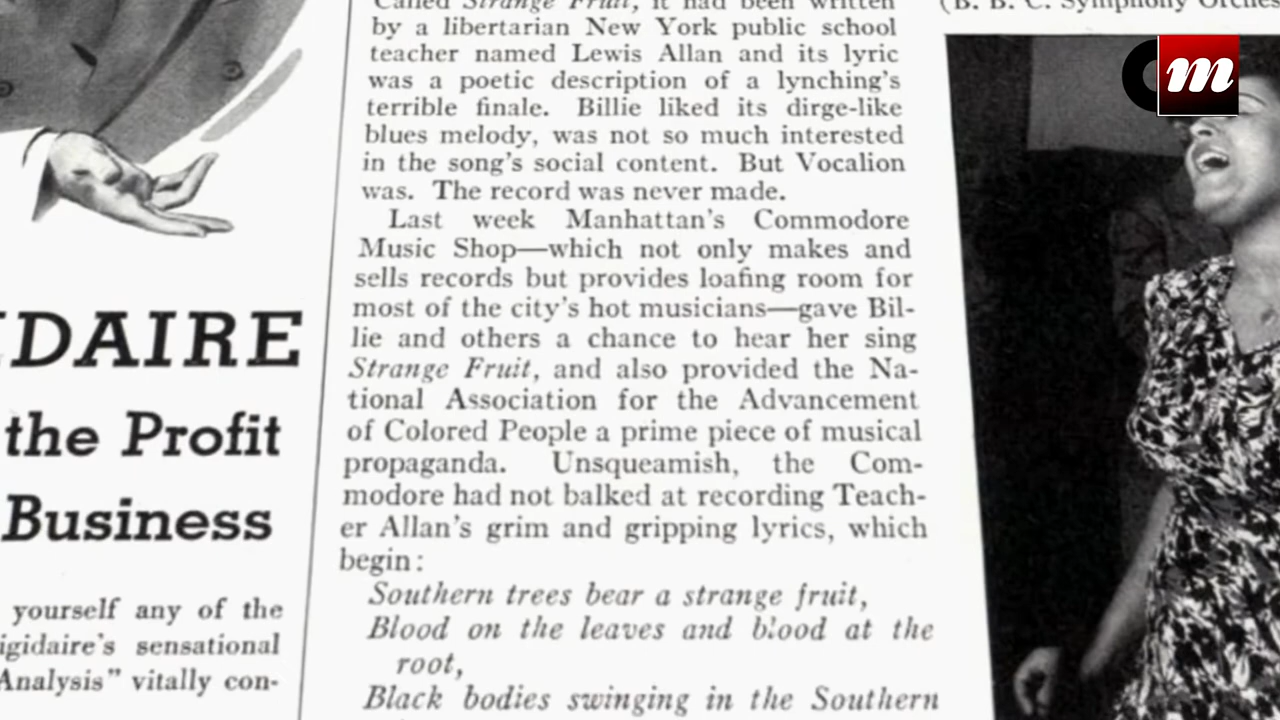 Called Strange Fruit, it had been written
by a libertarian New York public school
teacher named Lewis Allan and its lyric
was a poetic description of a lynching's
terrible finale. Billie liked its dirge-like
blues melody, was not so much interested
in the song's social content. But Vocalion
was. The record was never made.
Last week Manhattan's Commodore
Music Shop—which not only makes and
sells records but provides loafing room for
most of the city's hot musicians—gave Bil-
lie and others a chance to hear her sing
Strange Fruit, and also provided the Na-
tional Association for the Advancement
of Colored People a prime piece of musical
propaganda. Unsqueamish, the Com-
modore had not balked at recording Teach-
er Allan's grim and gripping lyrics, which
begin:
Southern trees bear a strange fruit,
Blood on the leaves and blood at the
root,
Black bodies swinging in the Southern
IDAIRE
the Profit
Business
yourself any of the
igidaire's sensational
Analysis" vitally con-
(B. B. C. Symphony Orches
m